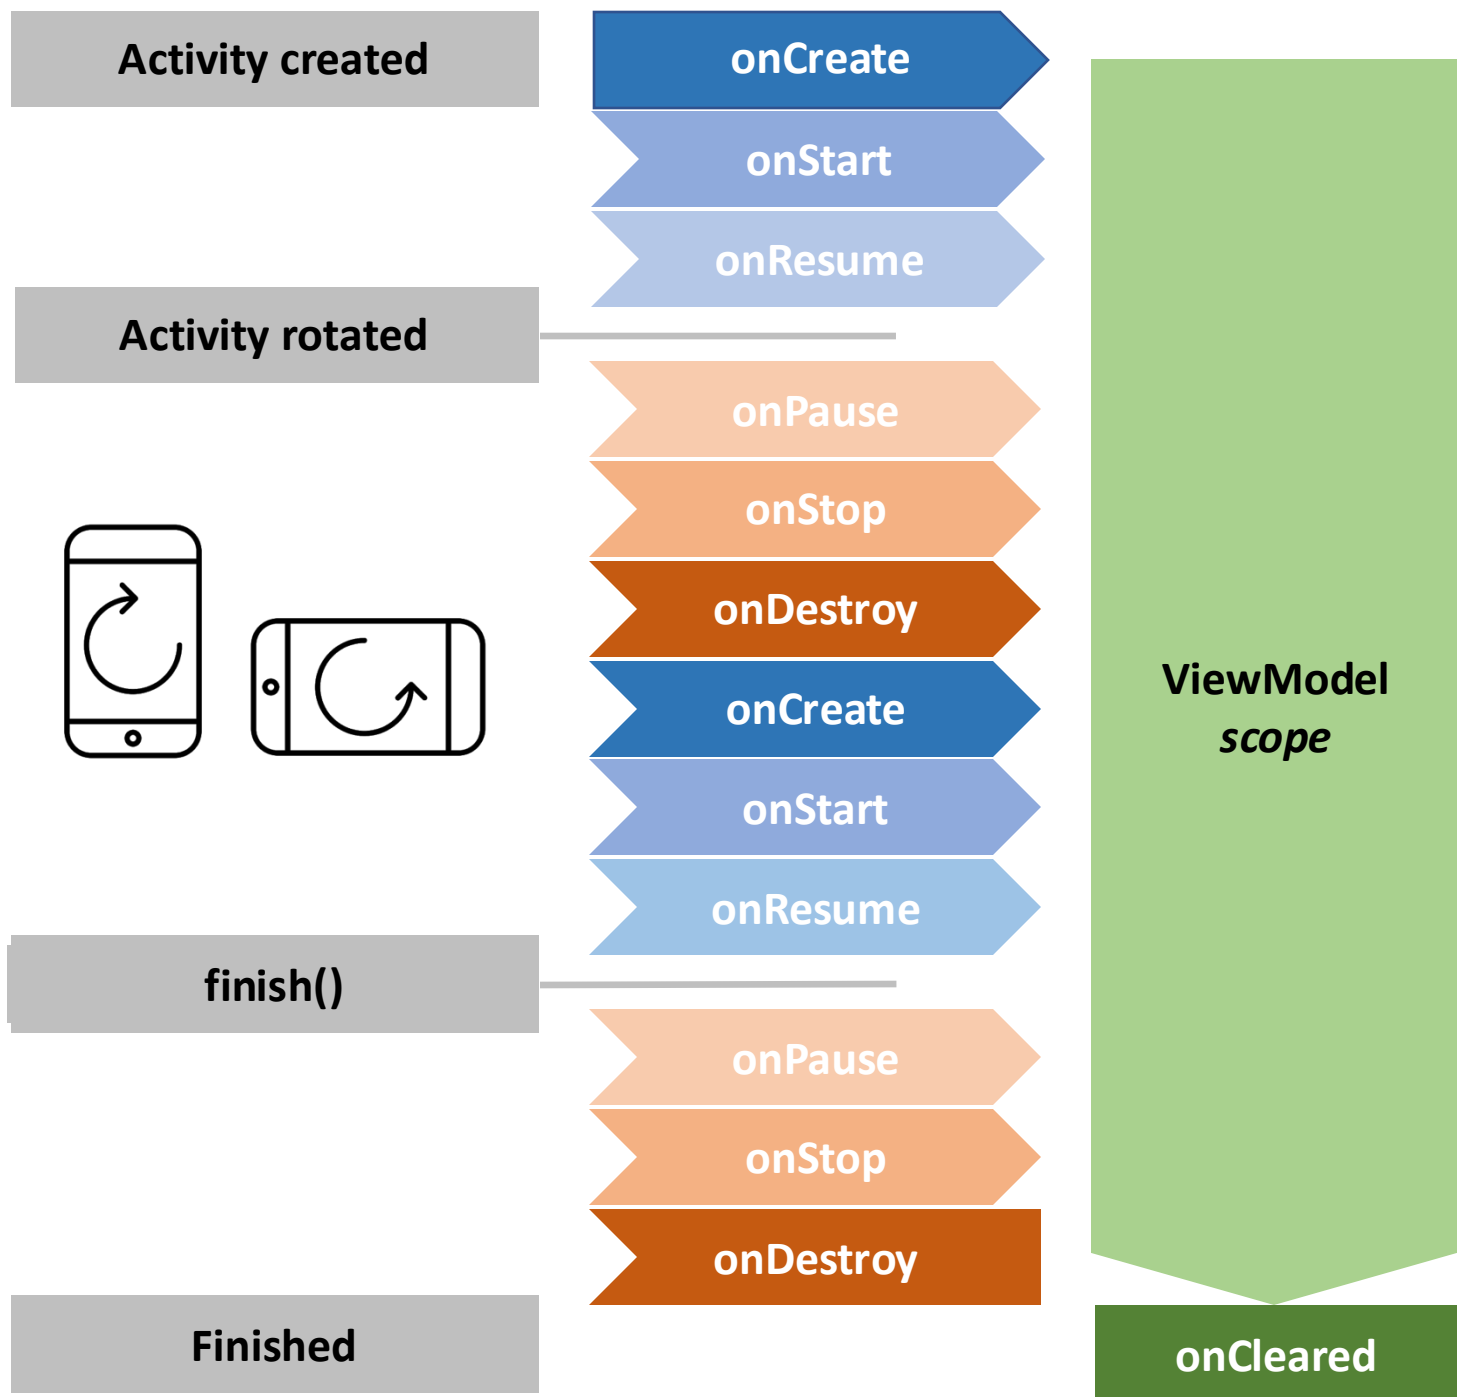 Activity created
onCreate
onStart
onResume
Activity rotated
onPause
onStop
onDestroy
onCreate
onStart
onResume
ViewModel
scope
finish()
onPause
onStop
onDestroy
Finished
onCleared